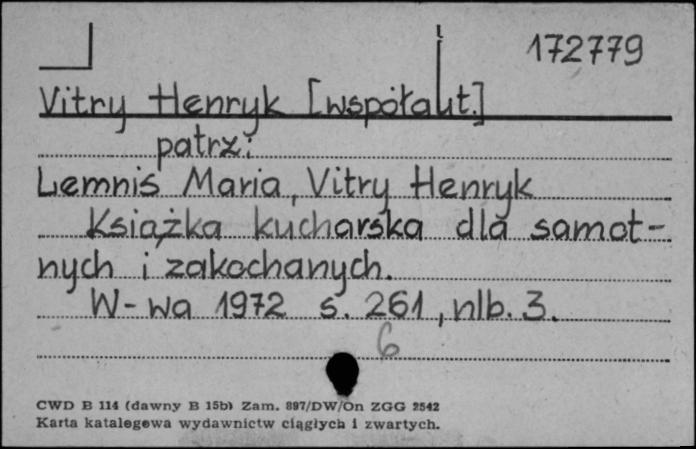 172779
Vitry Henryk [współaut.]
patrz:
Lemnis Maria, Vitry Henryk
Książka kucharska dla samot-
nych i zakochanych.
W-wa 1972 s. 261, nlb. 3.
6
CWD B 114 (dawny B 15b) Zam. 897/DW/On ZGG 2542
Karta katalogowa wydawnictw ciągłych i zwartych.